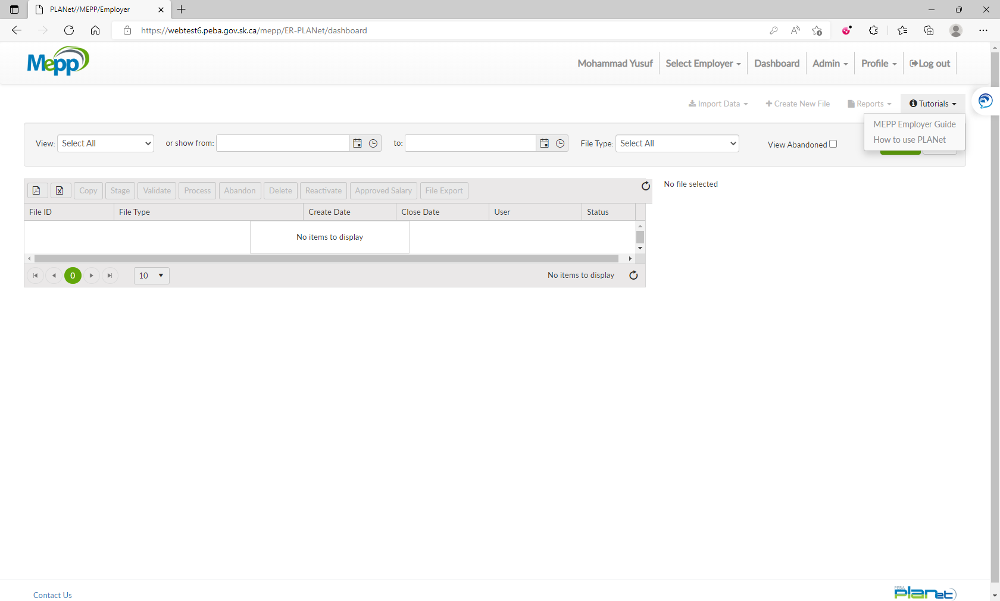 PLANet//MEPP/Employer
https://webtest6.peba.gov.sk.ca/mepp/ER-PLANet/dashboard
Mepp
Mohammad Yusuf
Select Employer
Dashboard
Admin
Profile
Log out
Import Data
Create New File
Reports
Tutorials
MEPP Employer Guide
How to use PLANet
View: Select All
or show from:
to:
File Type: Select All
View Abandoned
Copy
Stage
Validate
Process
Abandon
Delete
Reactivate
Approved Salary
File Export
No file selected
File ID
File Type
Create Date
Close Date
User
Status
No items to display
0
10
No items to display
Contact Us
PEBA
planet